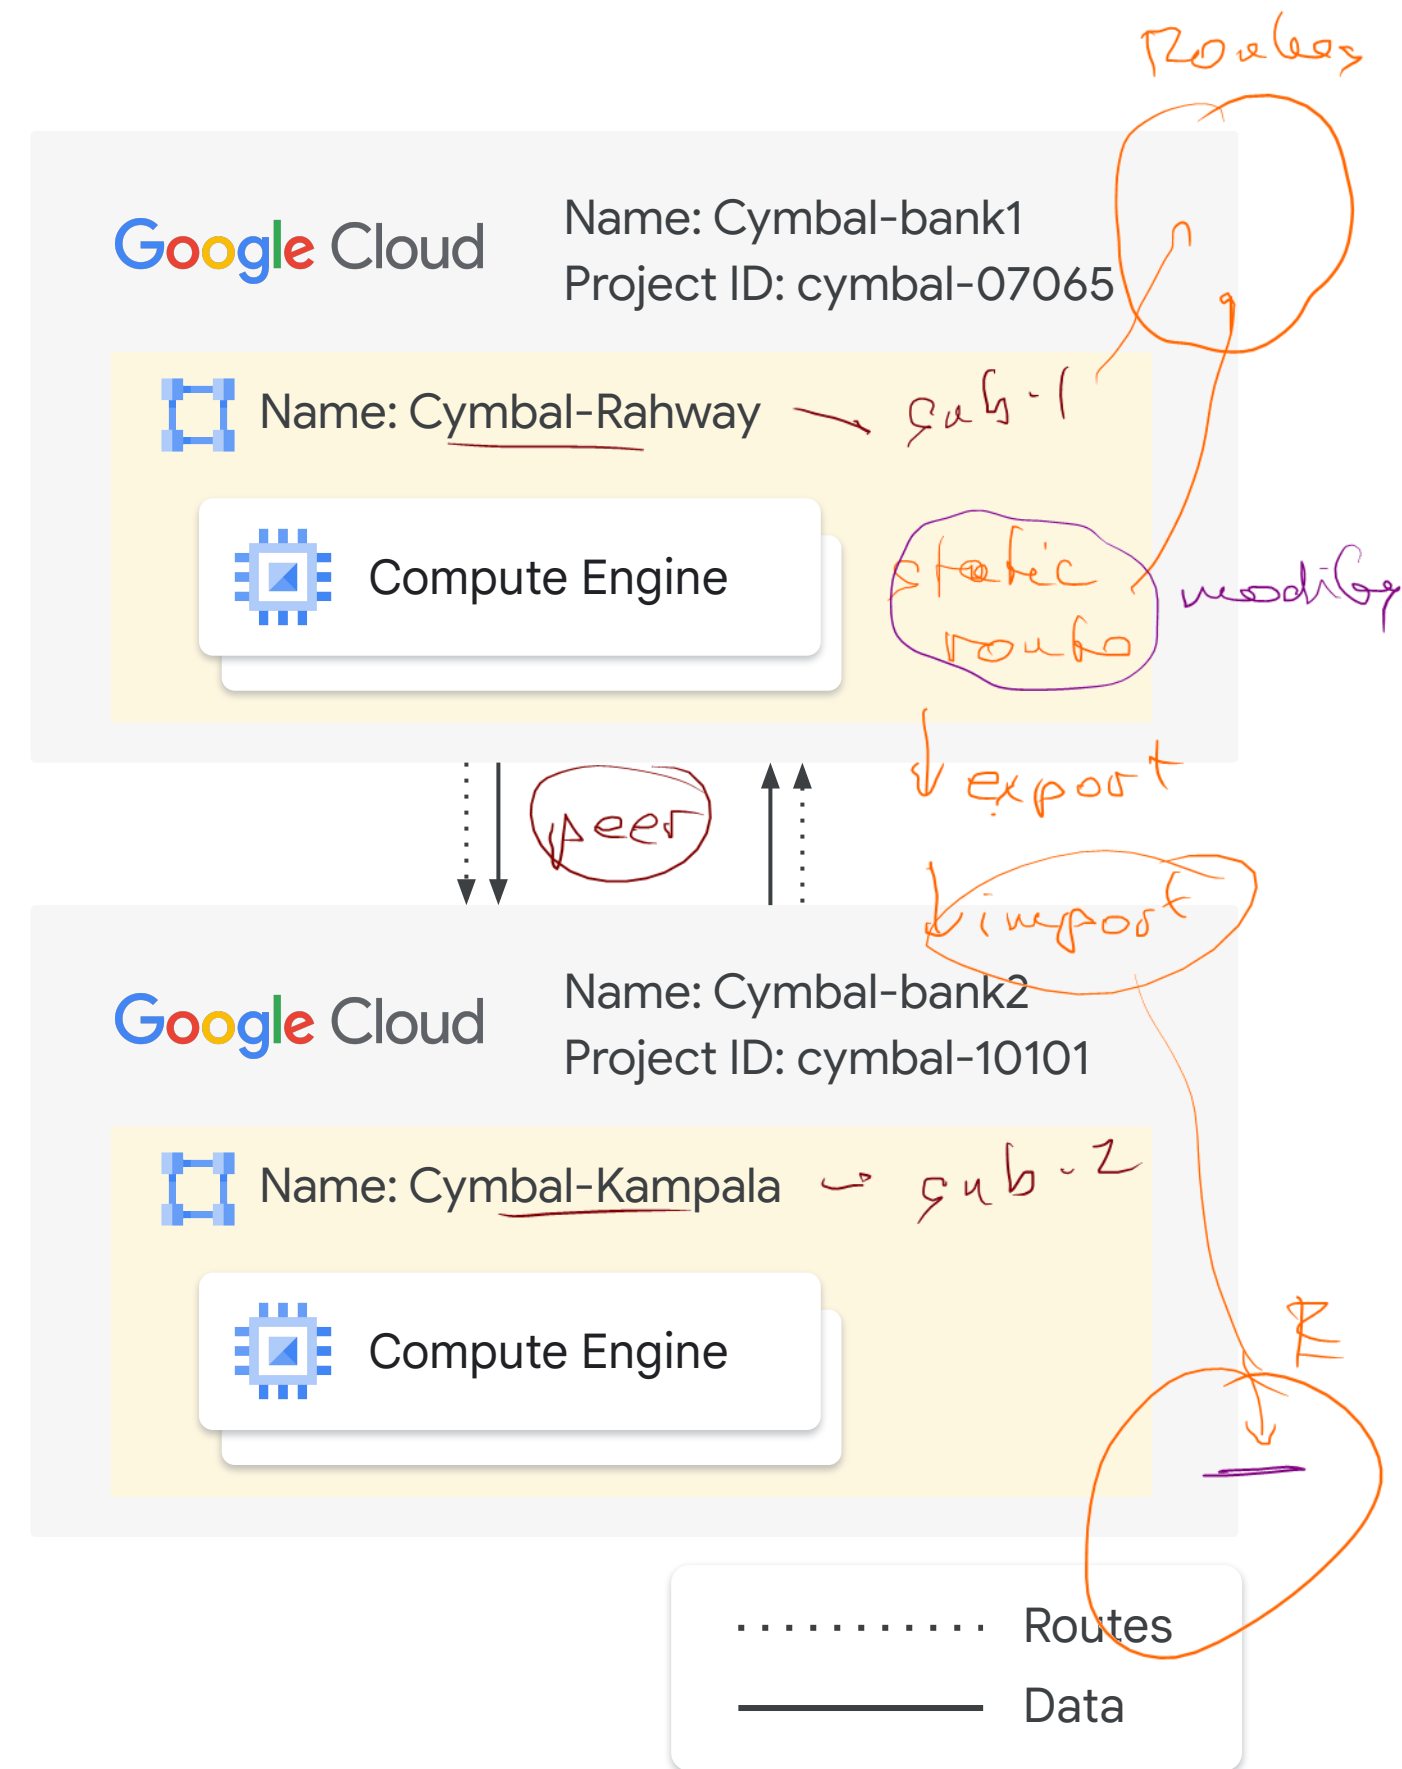 Routes
Google Cloud
Name: Cymbal-bank1
Project ID: cymbal-07065
Name: Cymbal-Rahway
sub-1
Compute Engine
static
route
modify
export
peer
import
Google Cloud
Name: Cymbal-bank2
Project ID: cymbal-10101
Name: Cymbal-Kampala
sub-2
Compute Engine
R
Routes
Data